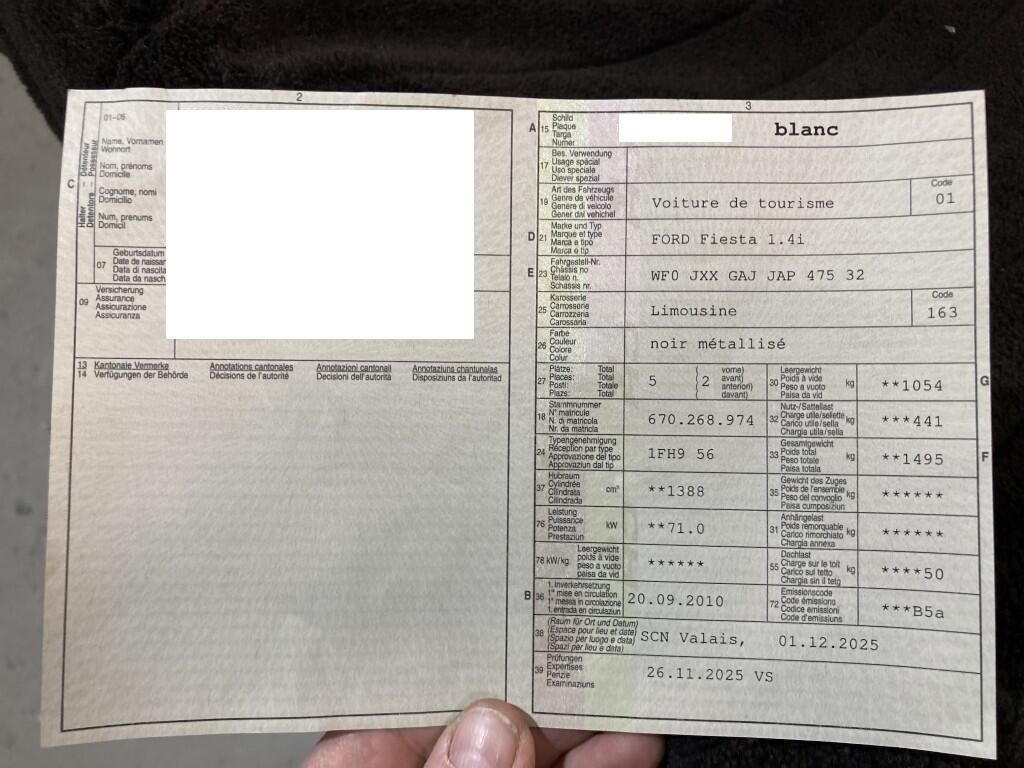 2
01–06
Name, Vornamen
Wohnort
Nom, prénoms
Domicile
Cognome, nomi
Domicilio
Num, prenums
Domicil
C
Halter Détenteur
Detentore Possessur
07
Geburtsdatum
Date de naissan
Data di nascita
Data da nasch
09
Versicherung
Assurance
Assicurazione
Assicuranza
13 Kantonale Vermerke Annotations cantonales Annotazioni cantonali Annotaziuns chantunalas
14 Verfügungen der Behörde Décisions de l'autorité Decisioni dell'autorità Disposiziuns da l'autoritad
3
A 15
Schild
Plaque
Targa
Numer
blanc
17
Bes. Verwendung
Usage spécial
Uso speciale
Diever spezial
19
Art des Fahrzeugs
Genre de véhicule
Genere di veicolo
Gener dal vehichel
Voiture de tourisme
Code
01
D 21
Marke und Typ
Marque et type
Marca e tipo
Marca e tip
FORD Fiesta 1.4i
E 23
Fahrgestell-Nr.
Châssis no
Telaio n.
Schassis nr.
WF0 JXX GAJ JAP 475 32
25
Karosserie
Carrosserie
Carrozzeria
Carossaria
Limousine
Code
163
26
Farbe
Couleur
Colore
Colur
noir métallisé
27
Plätze: Total
Places: Total
Posti: Totale
Plazs: Total
5
2
vorne)
avant)
anteriori)
davant)
30
Leergewicht
Poids à vide
Peso a vuoto
Paisa da vid
kg
**1054
G
18
Stammnummer
N° matricule
N. di matricola
Nr. da matricla
670.268.974
32
Nutz-/Sattellast
Charge utile/sellette
Carico utile/sella
Chargia utila/sella
kg
***441
24
Typengenehmigung
Réception par type
Approvazione del tipo
Approvaziun dal tip
1FH9 56
33
Gesamtgewicht
Poids total
Peso totale
Paisa totala
kg
**1495
F
37
Hubraum
Cylindrée
Cilindrata
Cilindrada
cm³
**1388
35
Gewicht des Zuges
Poids de l'ensemble
Peso del convoglio
Paisa cumposiziun
kg
******
76
Leistung
Puissance
Potenza
Prestaziun
kW
**71.0
31
Anhängelast
Poids remorquable
Carico rimorchiato
Chargia annexa
kg
******
78 kW/kg
Leergewicht
poids à vide
peso a vuoto
paisa da vid
******
55
Dachlast
Charge sur le toit
Carico sul tetto
Chargia sin il tetg
kg
****50
B 36
1. Inverkehrsetzung
1re mise en circulation
1a messa in circolazione
1. entrada en circulaziun
20.09.2010
72
Emissionscode
Code émissions
Codice emissioni
Code d'emissiuns
***B5a
38
(Raum für Ort und Datum)
(Espace pour lieu et date)
(Spazio per luogo e data)
(Spazi per lieu e data)
SCN Valais, 01.12.2025
39
Prüfungen
Expertises
Perizie
Examinaziuns
26.11.2025 VS